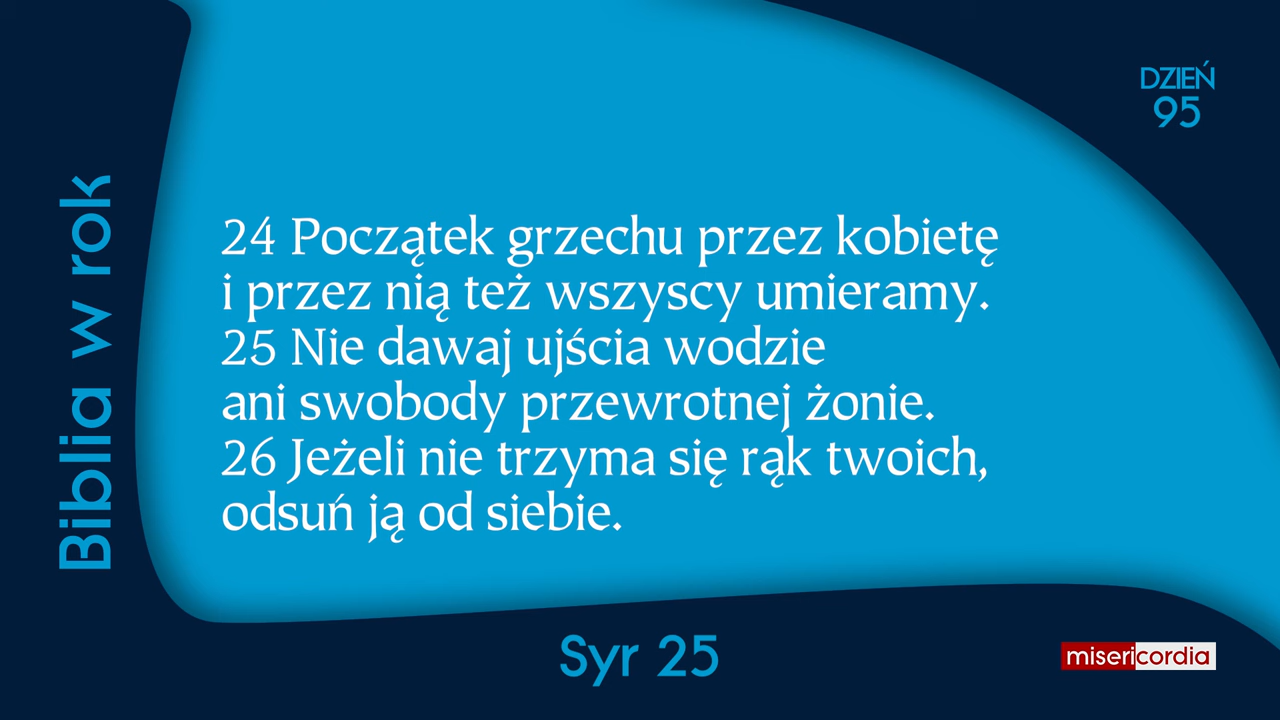 DZIEŃ
95
Biblia w rok
24 Początek grzechu przez kobietę
i przez nią też wszyscy umieramy.
25 Nie dawaj ujścia wodzie
ani swobody przewrotnej żonie.
26 Jeżeli nie trzyma się rąk twoich,
odsuń ją od siebie.
Syr 25
misericordia